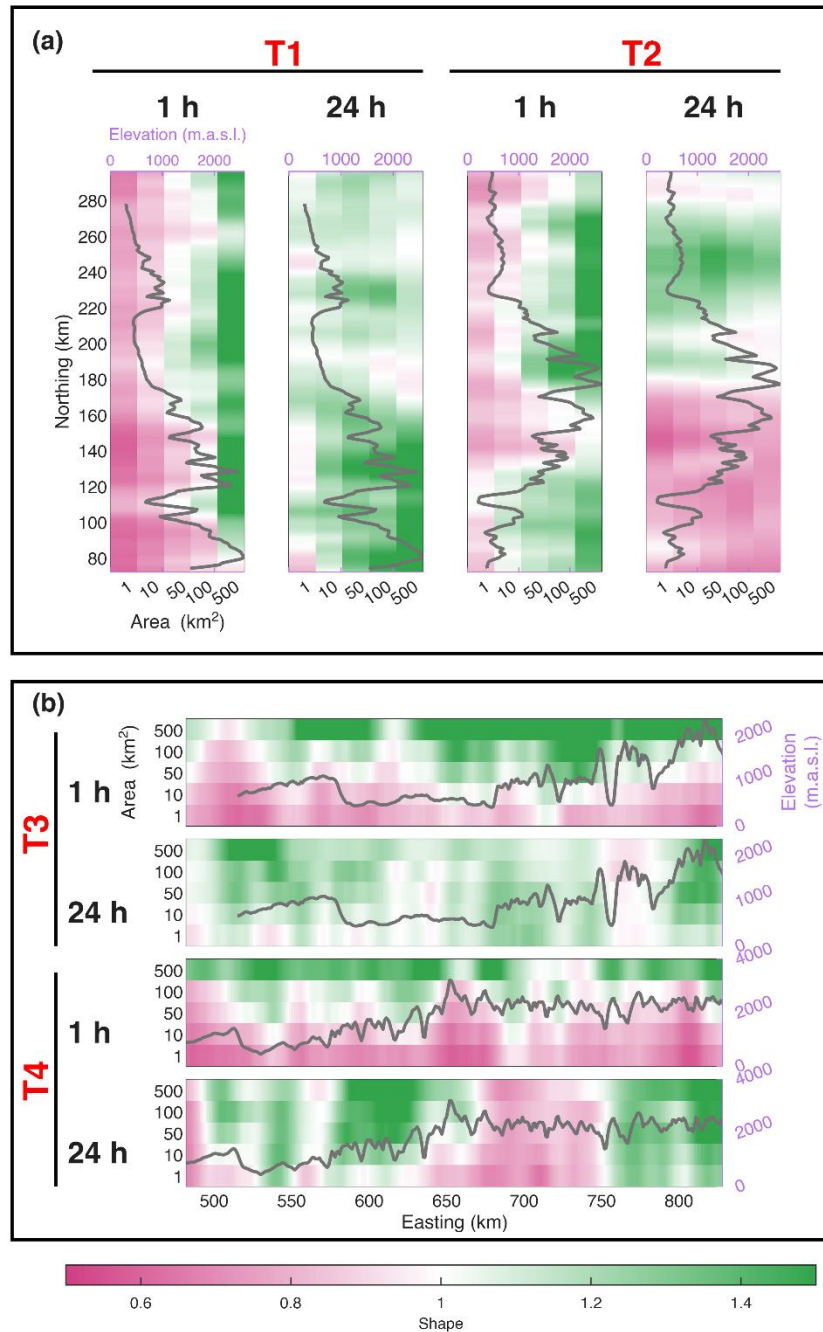 (a)
T1 T2
1 h 24 h 1 h 24 h
Elevation (m.a.s.l.)
0 1000 2000 0 1000 2000 0 1000 2000 0 1000 2000
280
260
240
220
200
180
160
140
120
100
80
Northing (km)
1 10 50 100 500 1 10 50 100 500 1 10 50 100 500 1 10 50 100 500
Area (km²)
(b)
T3
1 h
Area (km²)
500
100
50
10
1
2000
1000
0
Elevation
(m.a.s.l.)
24 h
500
100
50
10
1
2000
1000
0
T4
1 h
500
100
50
10
1
4000
2000
0
24 h
500
100
50
10
1
4000
2000
0
500 550 600 650 700 750 800
Easting (km)
0.6 0.8 1 1.2 1.4
Shape